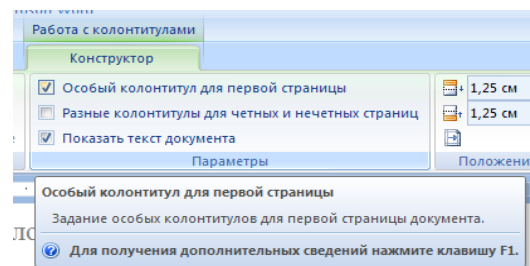 Работа с колонтитулами
Конструктор
Особый колонтитул для первой страницы
1,25 см
Разные колонтитулы для четных и нечетных страниц
1,25 см
Показать текст документа
Параметры
Положени
Особый колонтитул для первой страницы
Задание особых колонтитулов для первой страницы документа.
Для получения дополнительных сведений нажмите клавишу F1.